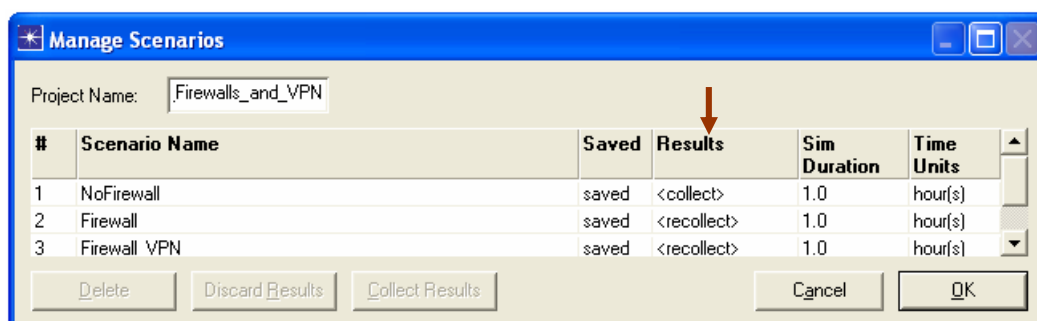 Manage Scenarios
Project Name: Firewalls_and_VPN
# Scenario Name Saved Results Sim Duration Time Units
1 NoFirewall saved <collect> 1.0 hour(s)
2 Firewall saved <recollect> 1.0 hour(s)
3 Firewall_VPN saved <recollect> 1.0 hour(s)
Delete Discard Results Collect Results Cancel OK